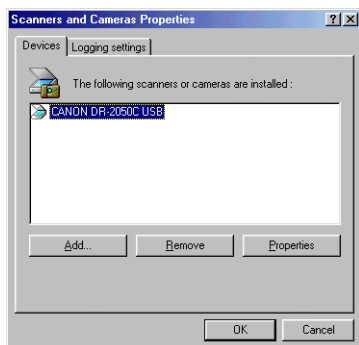 Scanners and Cameras Properties
Devices Logging settings
The following scanners or cameras are installed :
CANON DR-2050C USB
Add... Remove Properties
OK Cancel